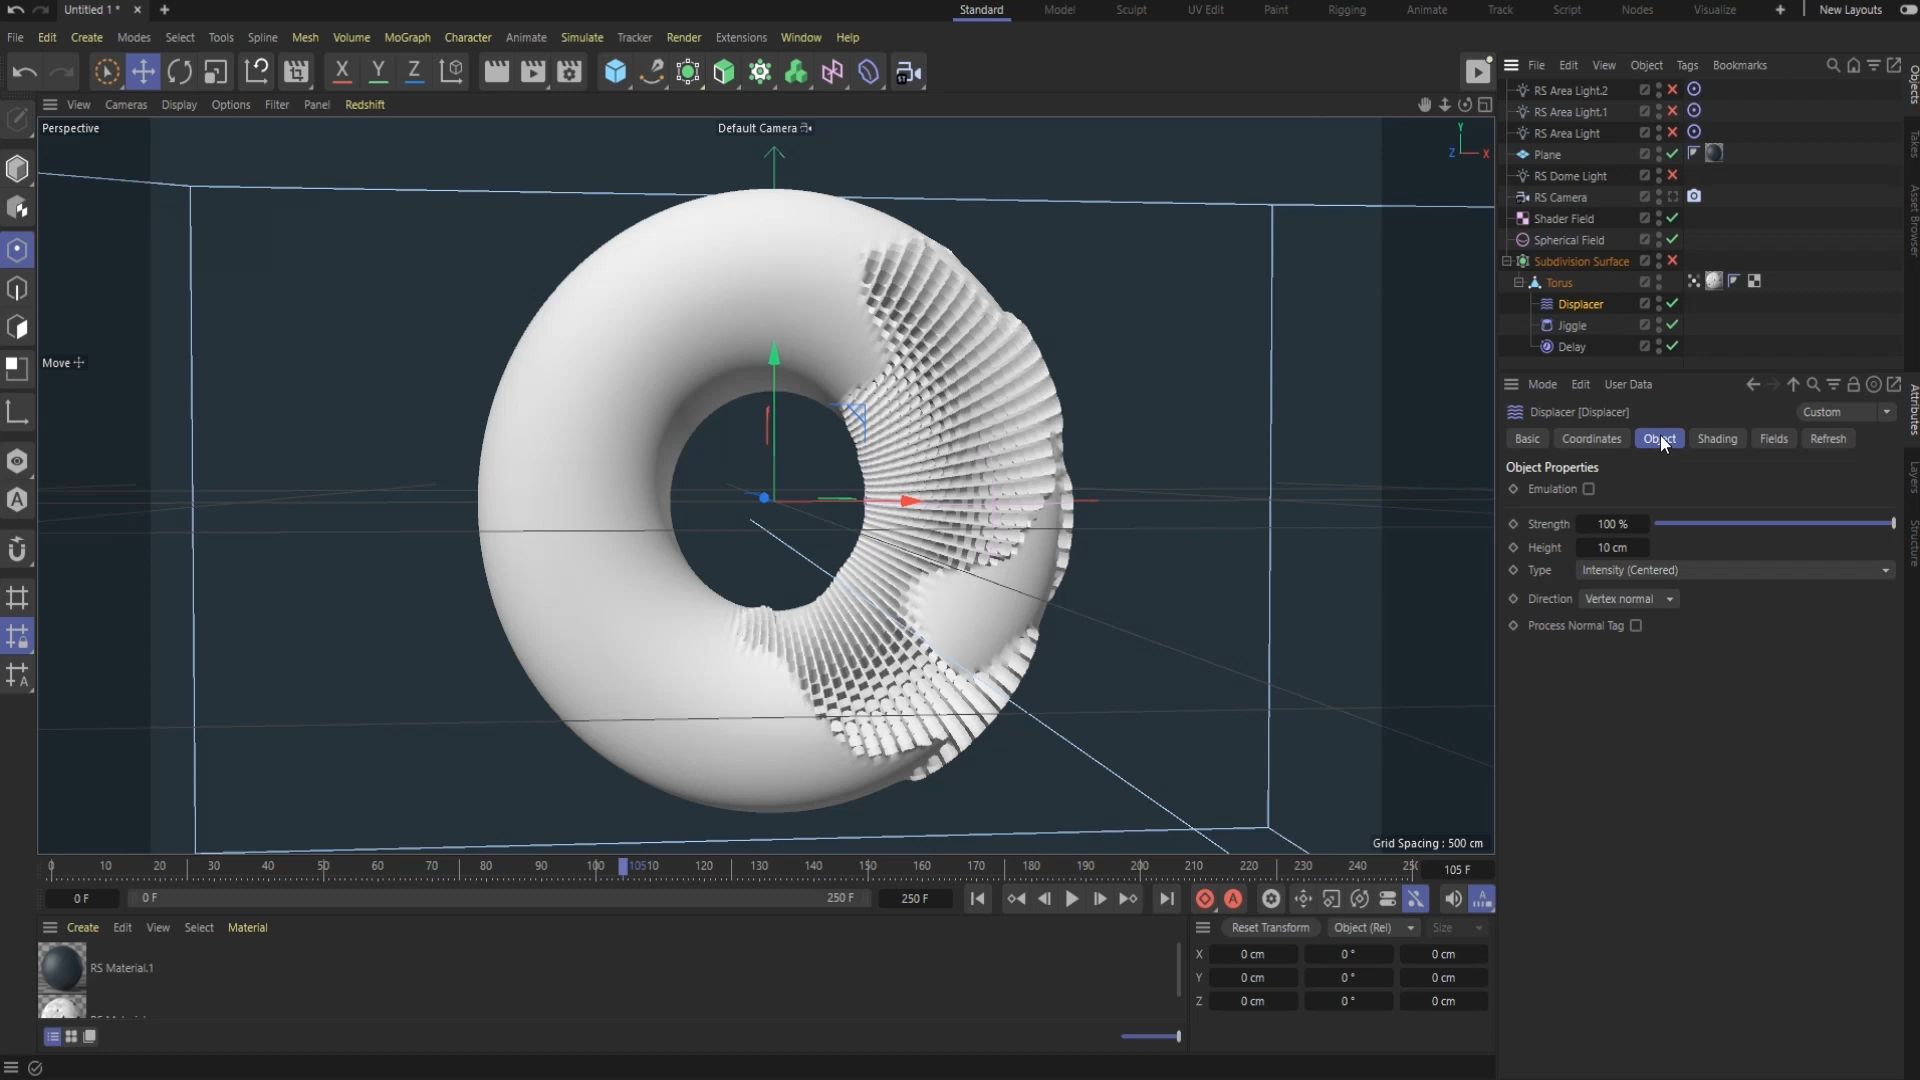 Untitled 1 *
Standard Model Sculpt UV Edit Paint Rigging Animate Track Script Nodes Visualize New Layouts
File Edit Create Modes Select Tools Spline Mesh Volume MoGraph Character Animate Simulate Tracker Render Extensions Window Help
X Y Z
File Edit View Object Tags Bookmarks
View Cameras Display Options Filter Panel Redshift
Perspective
Default Camera
Y
Z X
Move
RS Area Light.2
RS Area Light.1
RS Area Light
Plane
RS Dome Light
RS Camera
Shader Field
Spherical Field
Subdivision Surface
Torus
Displacer
Jiggle
Delay
Objects
Takes
Asset Browser
Attributes
Layers
Structure
Mode Edit User Data
Displacer [Displacer] Custom
Basic Coordinates Object Shading Fields Refresh
Object Properties
Emulation
Strength 100 %
Height 10 cm
Type Intensity (Centered)
Direction Vertex normal
Process Normal Tag
Grid Spacing : 500 cm
0 10 20 30 40 50 60 70 80 90 100 10510 120 130 140 150 160 170 180 190 200 210 220 230 240 105 F
0 F 0 F 250 F 250 F
Create Edit View Select Material
RS Material.1
Reset Transform Object (Rel) Size
X 0 cm 0 ° 0 cm
Y 0 cm 0 ° 0 cm
Z 0 cm 0 ° 0 cm